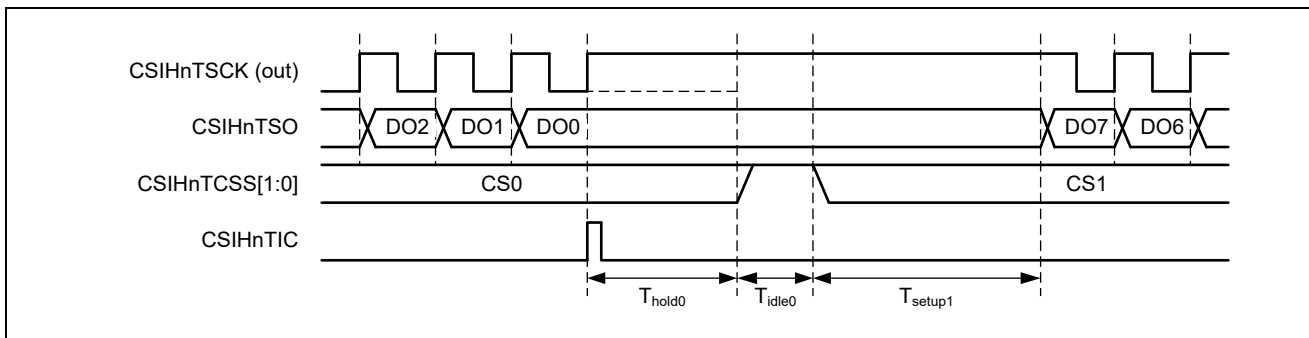 CSIHnTSCK (out)
CSIHnTSO
DO2 DO1 DO0 DO7 DO6
CSIHnTCSS[1:0]
CS0 CS1
CSIHnTIC
Thold0 Tidle0 Tsetup1